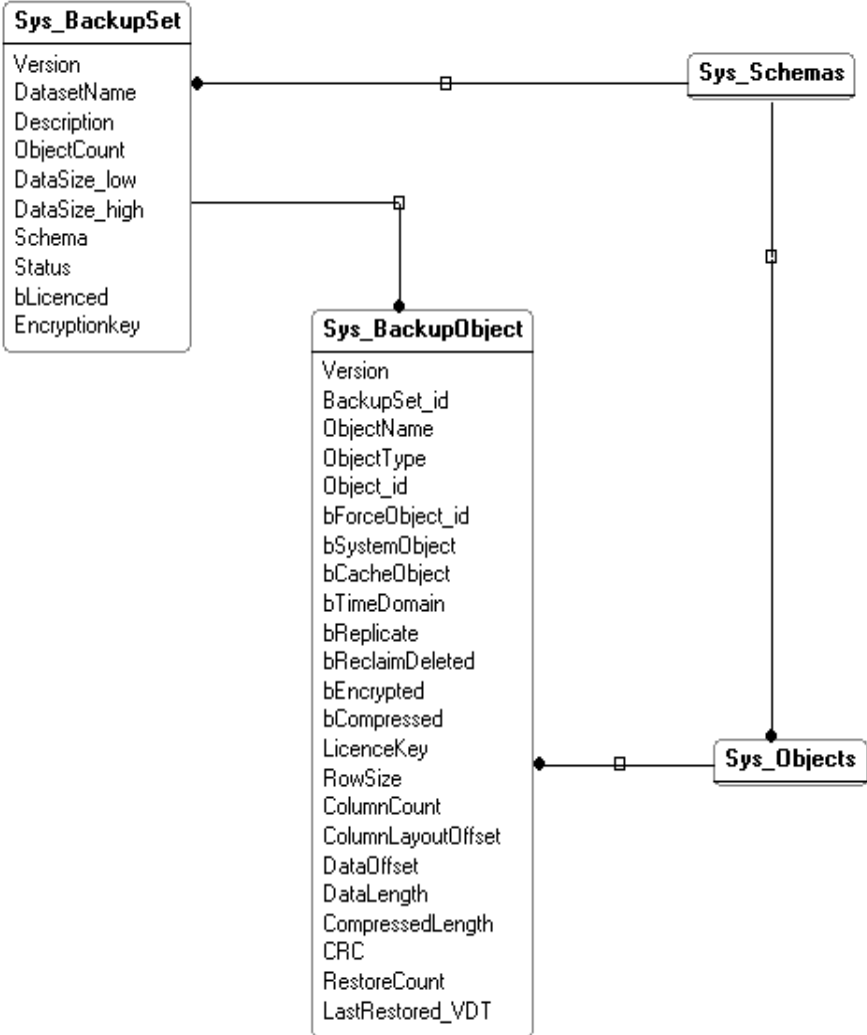 Sys_BackupSet
Version
DatasetName
Description
ObjectCount
DataSize_low
DataSize_high
Schema
Status
bLicenced
Encryptionkey
Sys_Schemas
Sys_BackupObject
Version
BackupSet_id
ObjectName
ObjectType
Object_id
bForceObject_id
bSystemObject
bCacheObject
bTimeDomain
bReplicate
bReclaimDeleted
bEncrypted
bCompressed
LicenceKey
RowSize
ColumnCount
ColumnLayoutOffset
DataOffset
DataLength
CompressedLength
CRC
RestoreCount
LastRestored_VDT
Sys_Objects